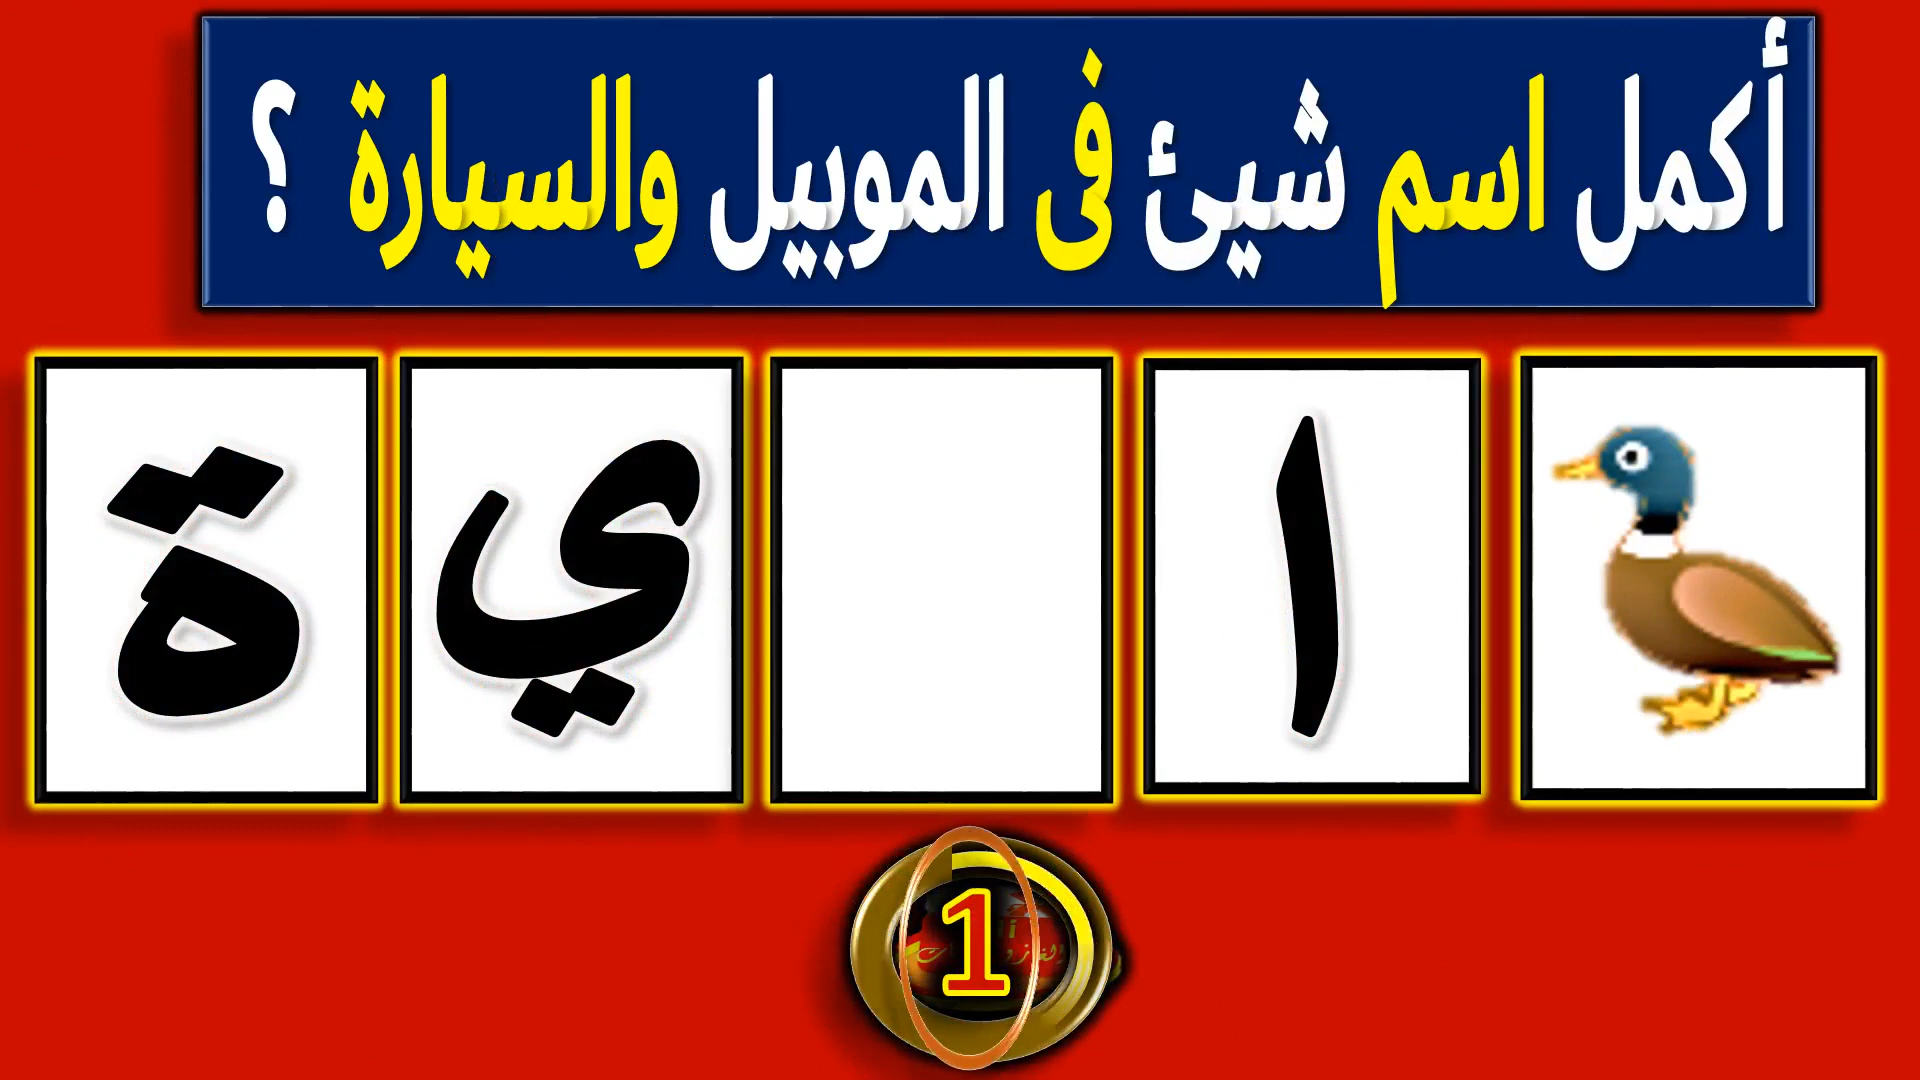 أكمل اسم شيئ فى الموبيل والسيارة ؟
ا ي ة
1